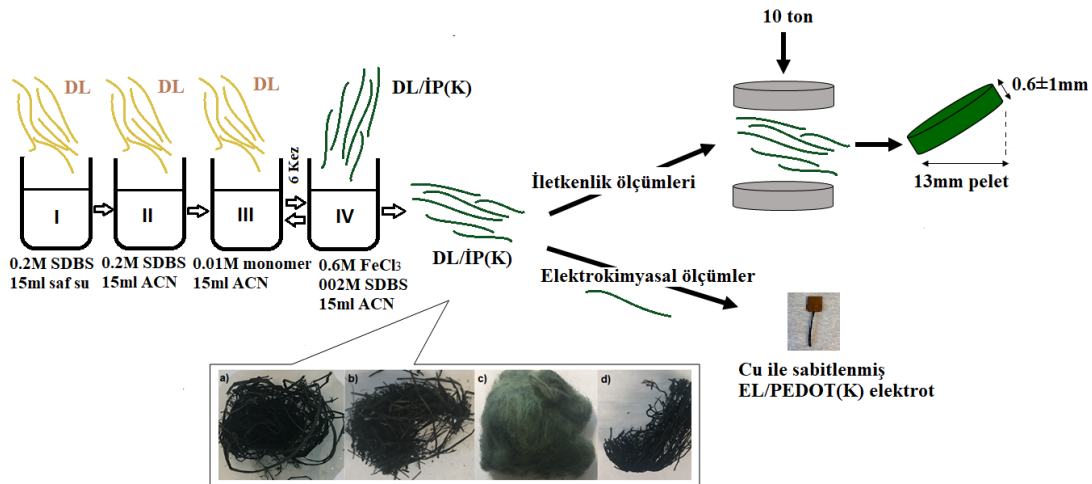 10 ton
DL
DL
DL
DL/İP(K)
0.6±1mm
6 Kez
I
II
III
IV
İletkenlik ölçümleri
13mm pelet
0.2M SDBS
15ml saf su
0.2M SDBS
15ml ACN
0.01M monomer
15ml ACN
0.6M FeCl₃
002M SDBS
15ml ACN
DL/İP(K)
Elektrokimyasal ölçümler
Cu ile sabitlenmiş
EL/PEDOT(K) elektrot
a)
b)
c)
d)